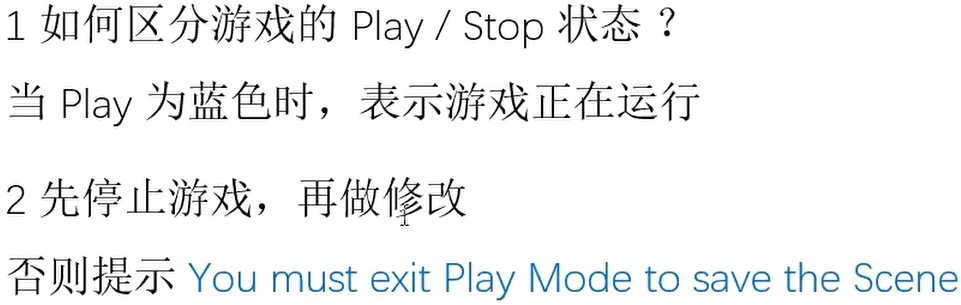 1 如何区分游戏的 Play / Stop 状态 ？
当 Play 为蓝色时，表示游戏正在运行
2 先停止游戏，再做修改
否则提示 You must exit Play Mode to save the Scene